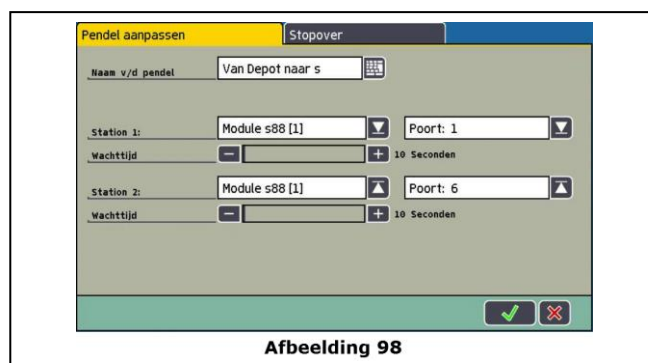 Pendel aanpassen Stopover
Naam v/d pendel Van Depot naar s
Station 1: Module s88 [1] Poort: 1
Wachttijd 10 Seconden
Station 2: Module s88 [1] Poort: 6
Wachttijd 10 Seconden
Afbeelding 98